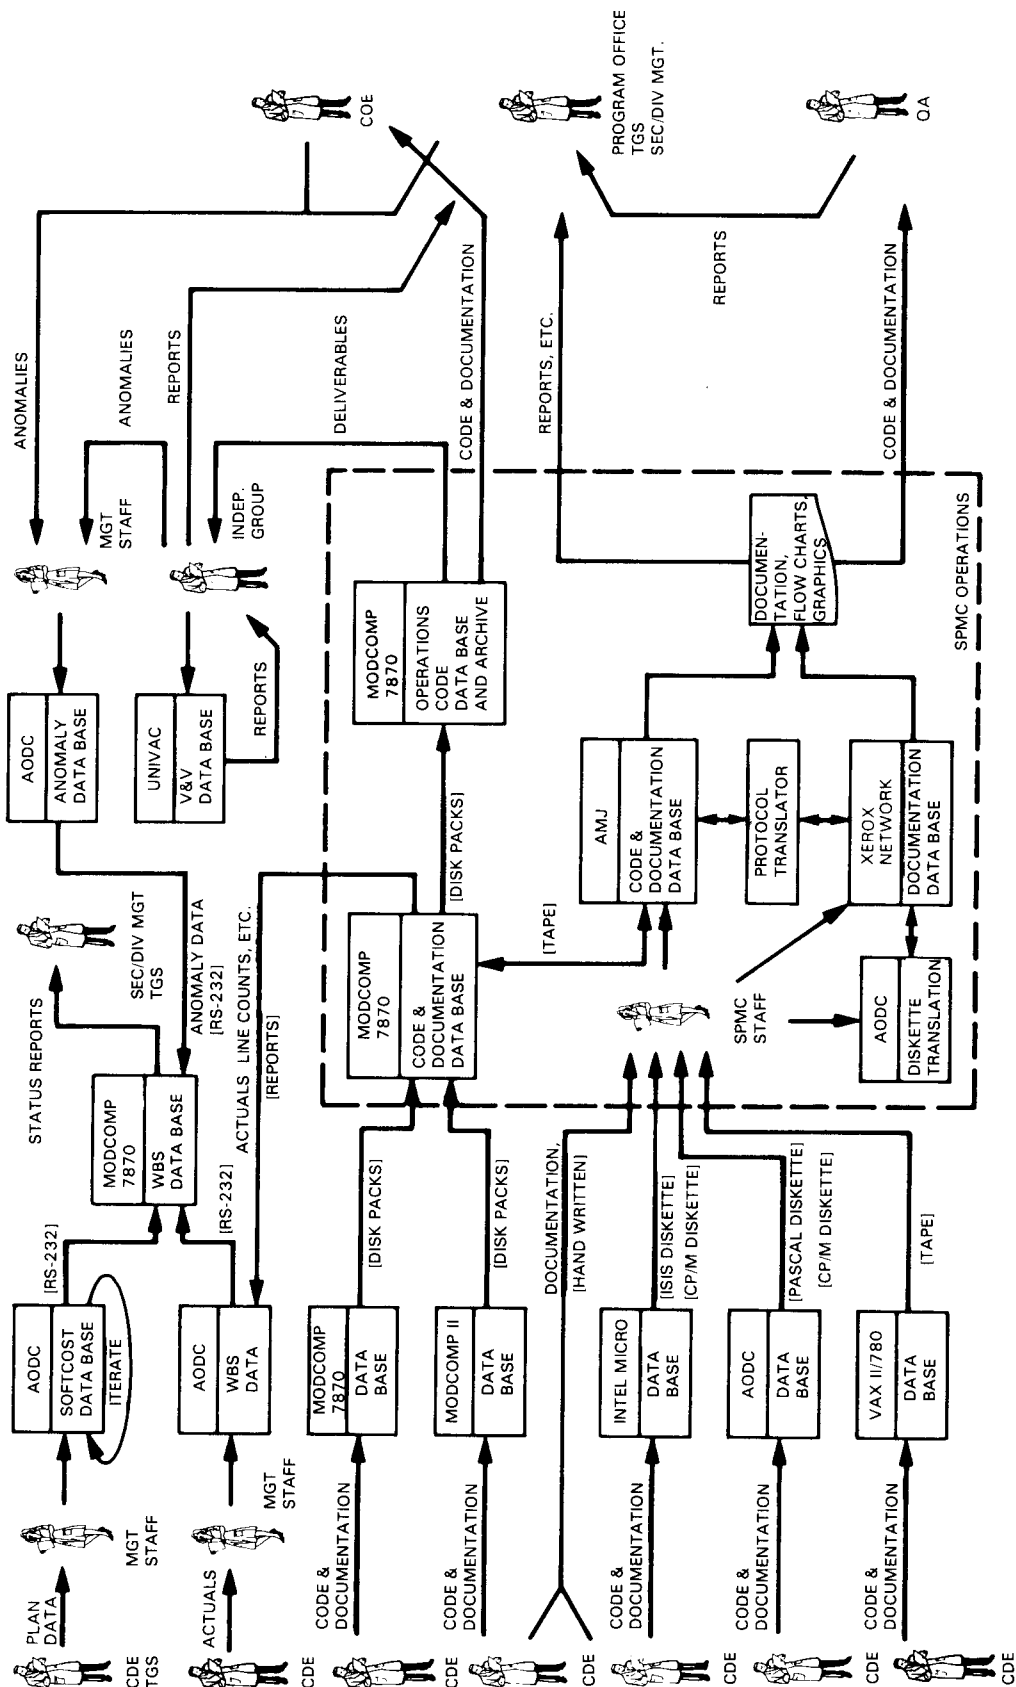 CDE
TGS
PLAN
DATA
MGT
STAFF
AODC
SOFTCOST
DATA BASE
ITERATE
[RS-232]
CDE
ACTUALS
MGT
STAFF
AODC
WBS
DATA
[RS-232]
MODCOMP
7870
WBS
DATA BASE
STATUS REPORTS
SEC/DIV MGT
TGS
ANOMALY DATA
[RS-232]
ACTUALS LINE COUNTS, ETC.
[REPORTS]
AODC
ANOMALY
DATA BASE
UNIVAC
V&V
DATA BASE
REPORTS
MGT
STAFF
INDEP.
GROUP
ANOMALIES
ANOMALIES
REPORTS
DELIVERABLES
CODE & DOCUMENTATION
COE
CDE
CODE &
DOCUMENTATION
MODCOMP
7870
DATA
BASE
[DISK PACKS]
CDE
CODE &
DOCUMENTATION
MODCOMP II
DATA
BASE
[DISK PACKS]
MODCOMP
7870
CODE &
DOCUMENTATION
DATA BASE
[DISK PACKS]
MODCOMP
7870
OPERATIONS
CODE
DATA BASE
AND ARCHIVE
[TAPE]
DOCUMENTATION,
[HAND WRITTEN]
CDE
CODE &
DOCUMENTATION
INTEL MICRO
DATA
BASE
[ISIS DISKETTE]
[CP/M DISKETTE]
CDE
CODE &
DOCUMENTATION
AODC
DATA
BASE
[PASCAL DISKETTE]
[CP/M DISKETTE]
CDE
CODE &
DOCUMENTATION
VAX II/780
DATA
BASE
[TAPE]
SPMC
STAFF
AODC
DISKETTE
TRANSLATION
AMJ
CODE &
DOCUMENTATION
DATA BASE
PROTOCOL
TRANSLATOR
XEROX
NETWORK
DOCUMENTATION
DATA BASE
DOCUMEN-
TATION,
FLOW CHARTS,
GRAPHICS
SPMC OPERATIONS
REPORTS, ETC.
CODE & DOCUMENTATION
REPORTS
PROGRAM OFFICE
TGS
SEC/DIV MGT.
QA